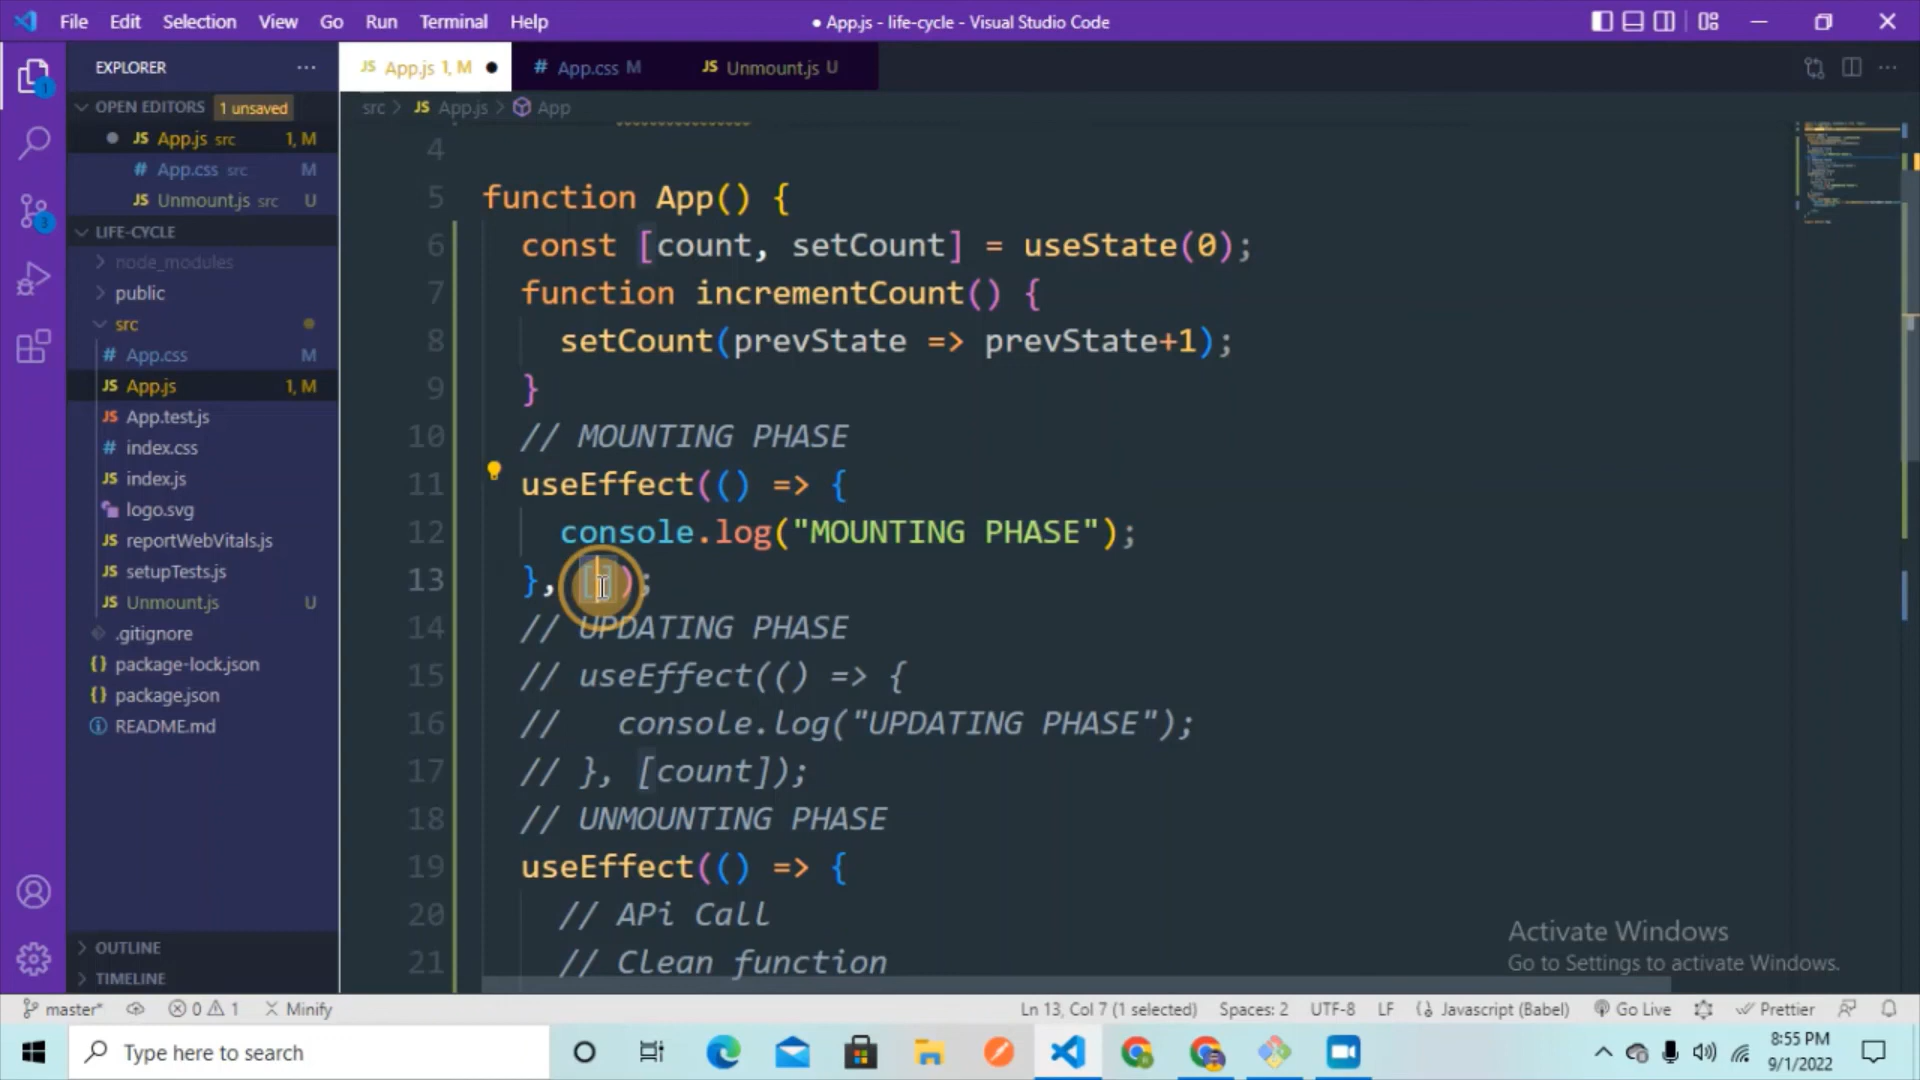 File Edit Selection View Go Run Terminal Help
● App.js - life-cycle - Visual Studio Code
EXPLORER
JS App.js 1, M
# App.css M
JS Unmount.js U
OPEN EDITORS 1 unsaved
src > JS App.js > App
JS App.js src 1, M
# App.css src M
JS Unmount.js src U
LIFE-CYCLE
node_modules
public
src
# App.css M
JS App.js 1, M
JS App.test.js
# index.css
JS index.js
logo.svg
JS reportWebVitals.js
JS setupTests.js
JS Unmount.js U
.gitignore
{} package-lock.json
{} package.json
README.md
OUTLINE
TIMELINE
4
5 function App() {
6 const [count, setCount] = useState(0);
7 function incrementCount() {
8 setCount(prevState => prevState+1);
9 }
10 // MOUNTING PHASE
11 useEffect(() => {
12 console.log("MOUNTING PHASE");
13 }, []);
14 // UPDATING PHASE
15 // useEffect(() => {
16 // console.log("UPDATING PHASE");
17 // }, [count]);
18 // UNMOUNTING PHASE
19 useEffect(() => {
20 // APi Call
21 // Clean function
Activate Windows
Go to Settings to activate Windows.
master* 0 1 Minify
Ln 13, Col 7 (1 selected) Spaces: 2 UTF-8 LF Javascript (Babel) Go Live Prettier
Type here to search
8:55 PM
9/1/2022
1
3